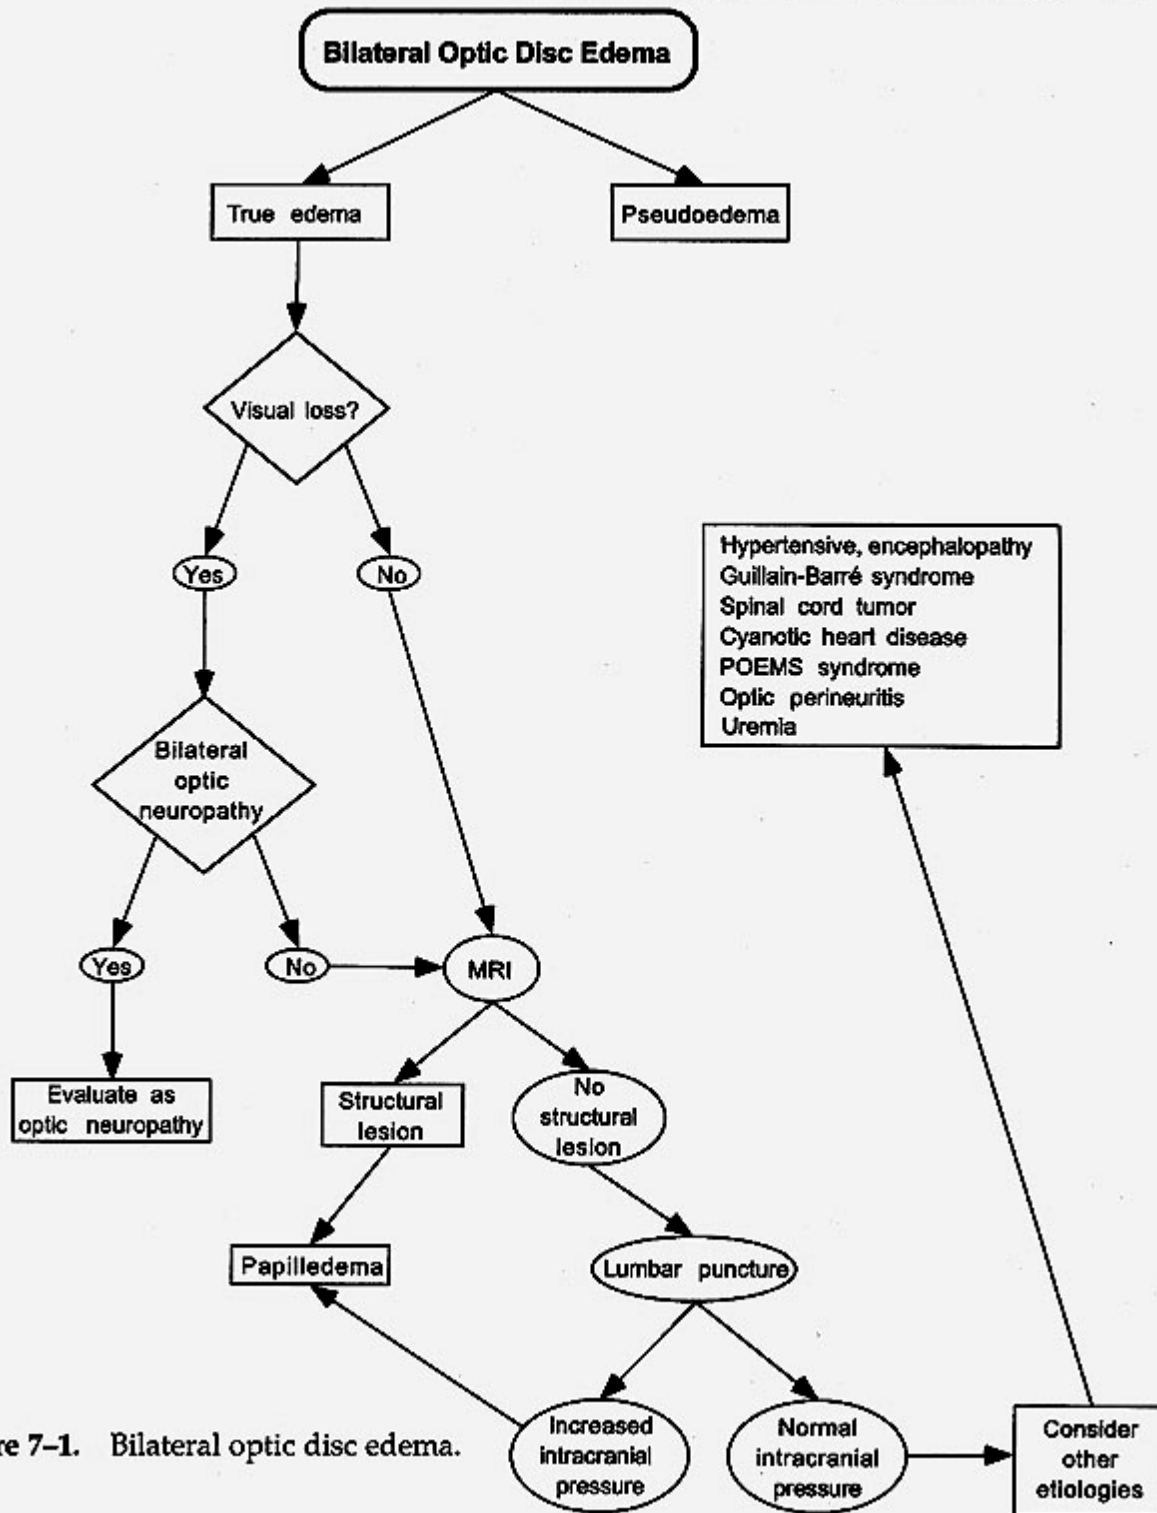 Bilateral Optic Disc Edema
True edema
Pseudoedema
Visual loss?
Yes
No
Hypertensive, encephalopathy
Guillain-Barré syndrome
Spinal cord tumor
Cyanotic heart disease
POEMS syndrome
Optic perineuritis
Uremia
Bilateral
optic
neuropathy
Yes
No
MRI
Evaluate as
optic neuropathy
Structural
lesion
No
structural
lesion
Papilledema
Lumbar puncture
Increased
intracranial
pressure
Normal
intracranial
pressure
Consider
other
etiologies
re 7–1. Bilateral optic disc edema.